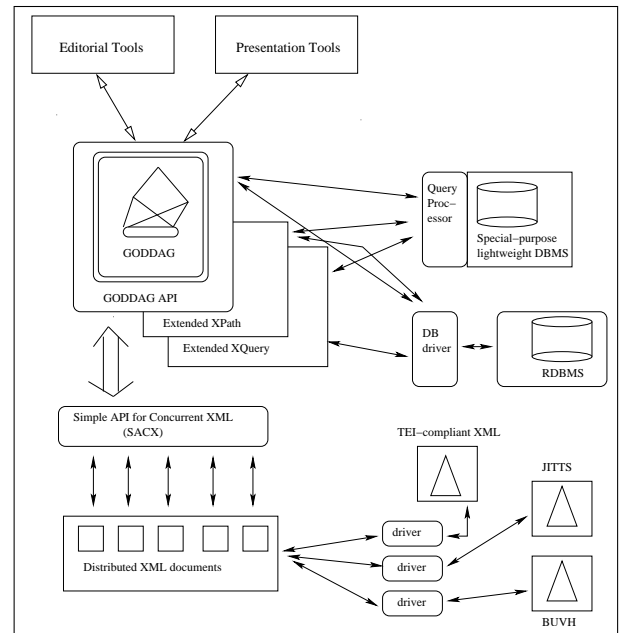 Editorial Tools
Presentation Tools
GODDAG
GODDAG API
Extended XPath
Extended XQuery
Query
Proc−
essor
Special−purpose
lightweight DBMS
DB
driver
RDBMS
Simple API for Concurrent XML
(SACX)
Distributed XML documents
TEI−compliant XML
JITTS
driver
driver
driver
BUVH